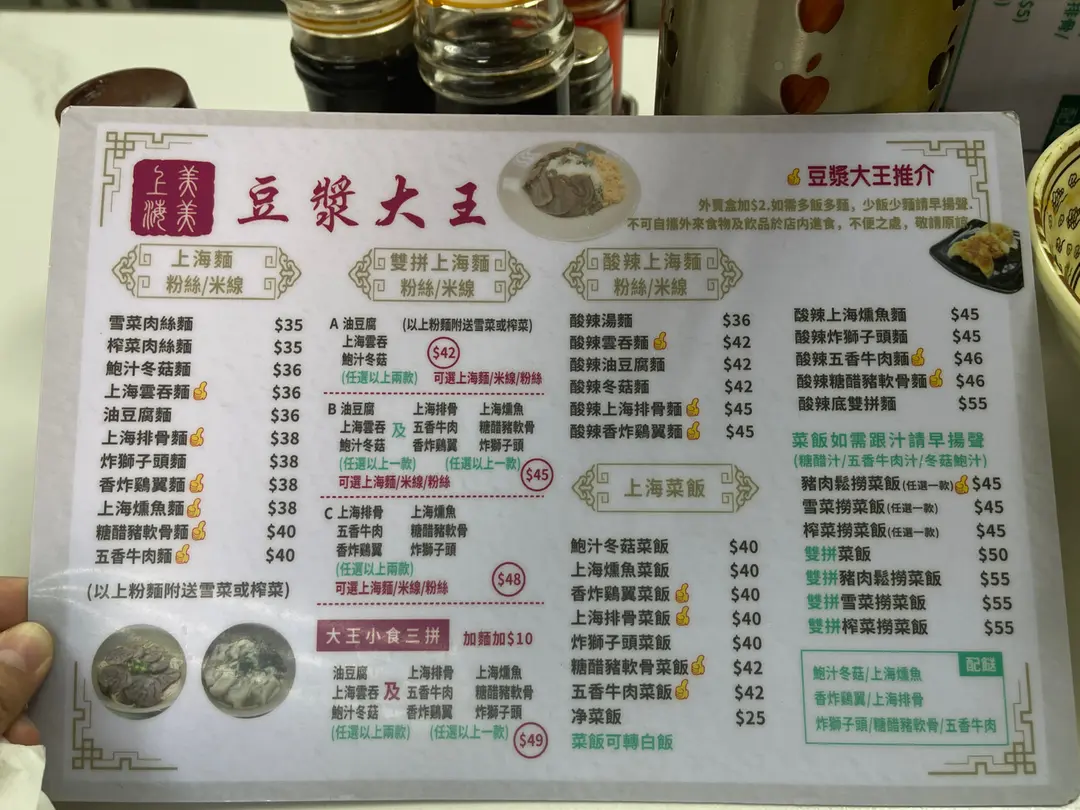 上海 美美
豆漿大王
豆漿大王推介
外賣盒加$2.如需多飯多麵，少飯少麵請早揚聲.
不可自攜外來食物及飲品於店內進食，不便之處，敬請原諒
上海麵
粉絲/米線
雪菜肉絲麵 $35
榨菜肉絲麵 $35
鮑汁冬菇麵 $36
上海雲吞麵 $36
油豆腐麵 $36
上海排骨麵 $38
炸獅子頭麵 $38
香炸鷄翼麵 $38
上海燻魚麵 $38
糖醋豬軟骨麵 $40
五香牛肉麵 $40
(以上粉麵附送雪菜或榨菜)
雙拼上海麵
粉絲/米線
A 油豆腐 (以上粉麵附送雪菜或榨菜)
上海雲吞
鮑汁冬菇 $42
(任選以上兩款) 可選上海麵/米線/粉絲
B 油豆腐 上海排骨 上海燻魚
上海雲吞 及 五香牛肉 糖醋豬軟骨
鮑汁冬菇 香炸鷄翼 炸獅子頭
(任選以上一款) (任選以上一款)
可選上海麵/米線/粉絲 $45
C 上海排骨 上海燻魚
五香牛肉 糖醋豬軟骨
香炸鷄翼 炸獅子頭
(任選以上兩款)
可選上海麵/米線/粉絲 $48
大王小食三拼 加麵加$10
油豆腐 上海排骨 上海燻魚
上海雲吞 及 五香牛肉 糖醋豬軟骨
鮑汁冬菇 香炸鷄翼 炸獅子頭
(任選以上兩款) (任選以上一款) $49
酸辣上海麵
粉絲/米線
酸辣湯麵 $36
酸辣雲吞麵 $42
酸辣油豆腐麵 $42
酸辣冬菇麵 $42
酸辣上海排骨麵 $45
酸辣香炸鷄翼麵 $45
酸辣上海燻魚麵 $45
酸辣炸獅子頭麵 $45
酸辣五香牛肉麵 $46
酸辣糖醋豬軟骨麵 $46
酸辣底雙拼麵 $55
上海菜飯
鮑汁冬菇菜飯 $40
上海燻魚菜飯 $40
香炸鷄翼菜飯 $40
上海排骨菜飯 $40
炸獅子頭菜飯 $40
糖醋豬軟骨菜飯 $42
五香牛肉菜飯 $42
净菜飯 $25
菜飯可轉白飯
菜飯如需跟汁請早揚聲
(糖醋汁/五香牛肉汁/冬菇鮑汁)
豬肉鬆撈菜飯(任選一款) $45
雪菜撈菜飯(任選一款) $45
榨菜撈菜飯(任選一款) $45
雙拼菜飯 $50
雙拼豬肉鬆撈菜飯 $55
雙拼雪菜撈菜飯 $55
雙拼榨菜撈菜飯 $55
配餸
鮑汁冬菇/上海燻魚
香炸鷄翼/上海排骨
炸獅子頭/糖醋豬軟骨/五香牛肉